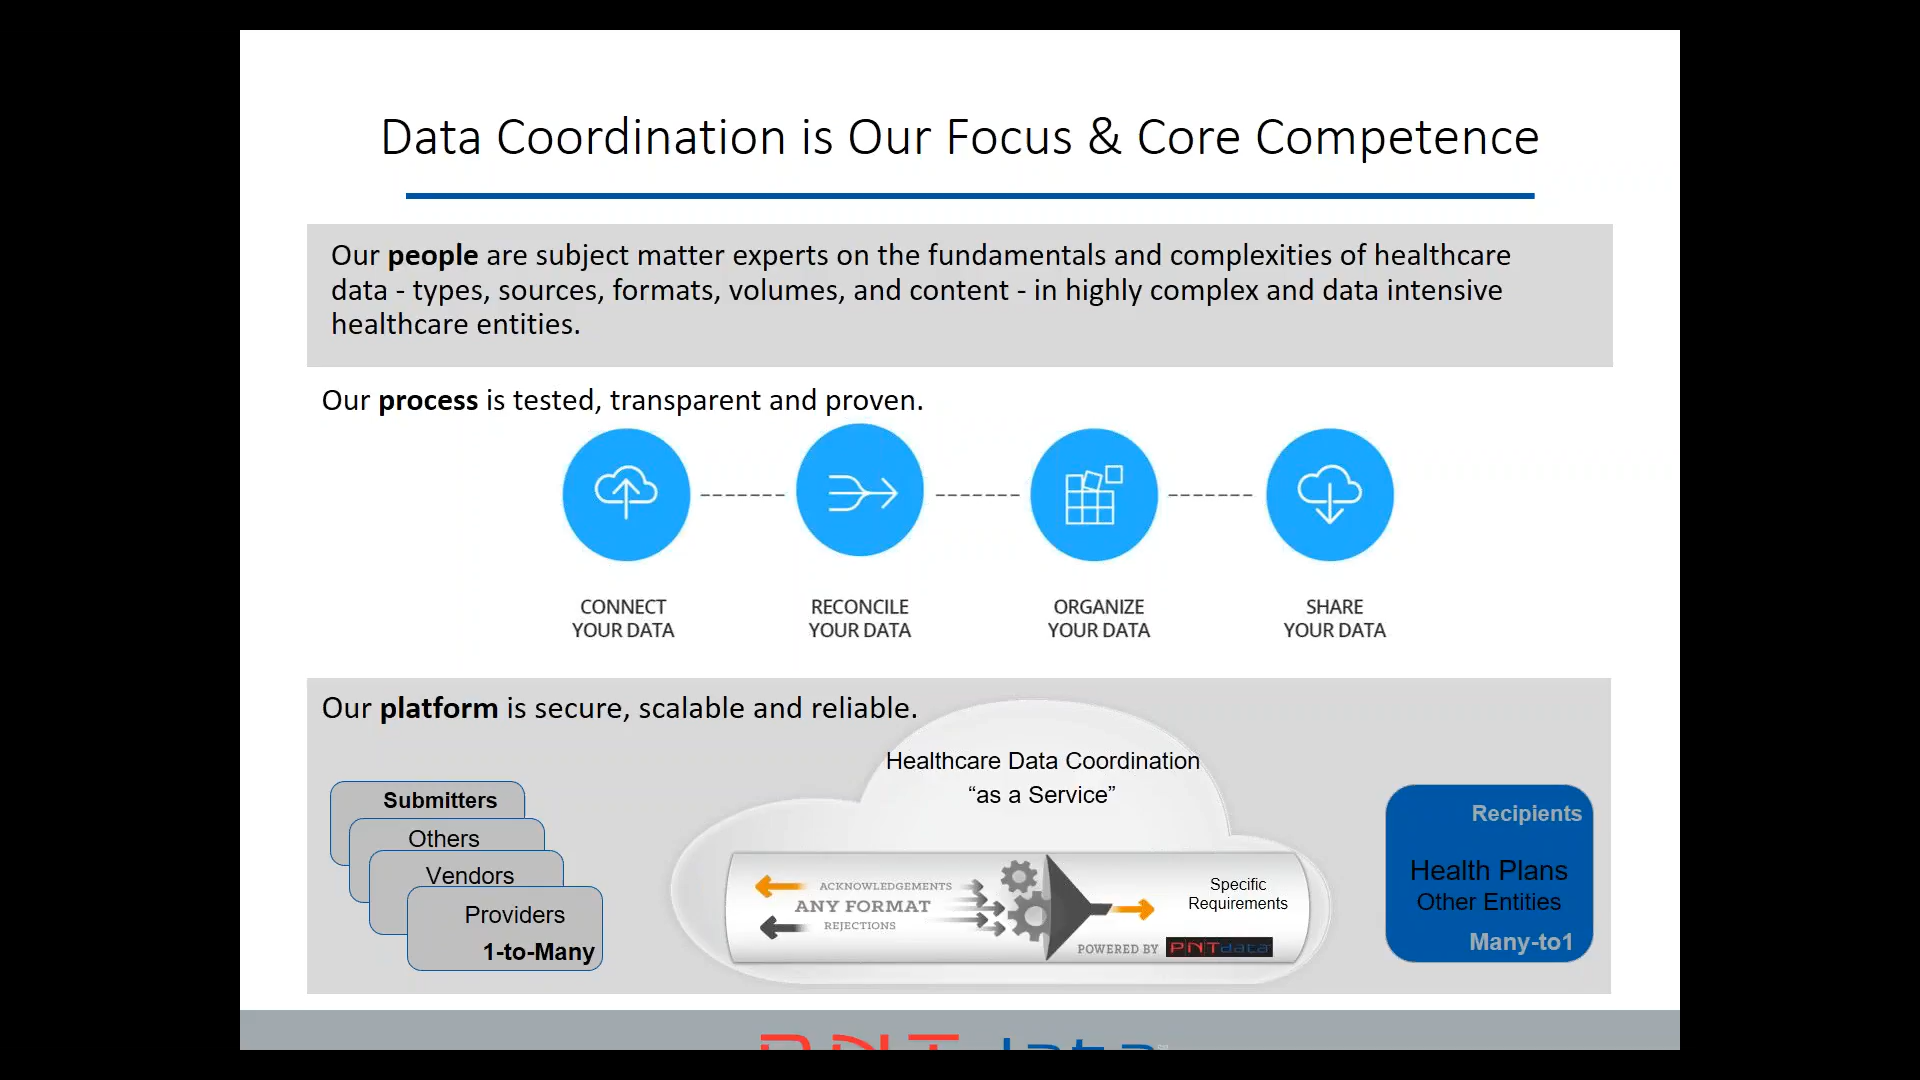 Data Coordination is Our Focus & Core Competence
Our people are subject matter experts on the fundamentals and complexities of healthcare
data - types, sources, formats, volumes, and content - in highly complex and data intensive
healthcare entities.
Our process is tested, transparent and proven.
CONNECT
YOUR DATA
RECONCILE
YOUR DATA
ORGANIZE
YOUR DATA
SHARE
YOUR DATA
Our platform is secure, scalable and reliable.
Submitters
Others
Vendors
Providers
1-to-Many
Healthcare Data Coordination
“as a Service”
ACKNOWLEDGEMENTS
ANY FORMAT
REJECTIONS
Specific
Requirements
POWERED BY PNTdata
Recipients
Health Plans
Other Entities
Many-to1
PNT data